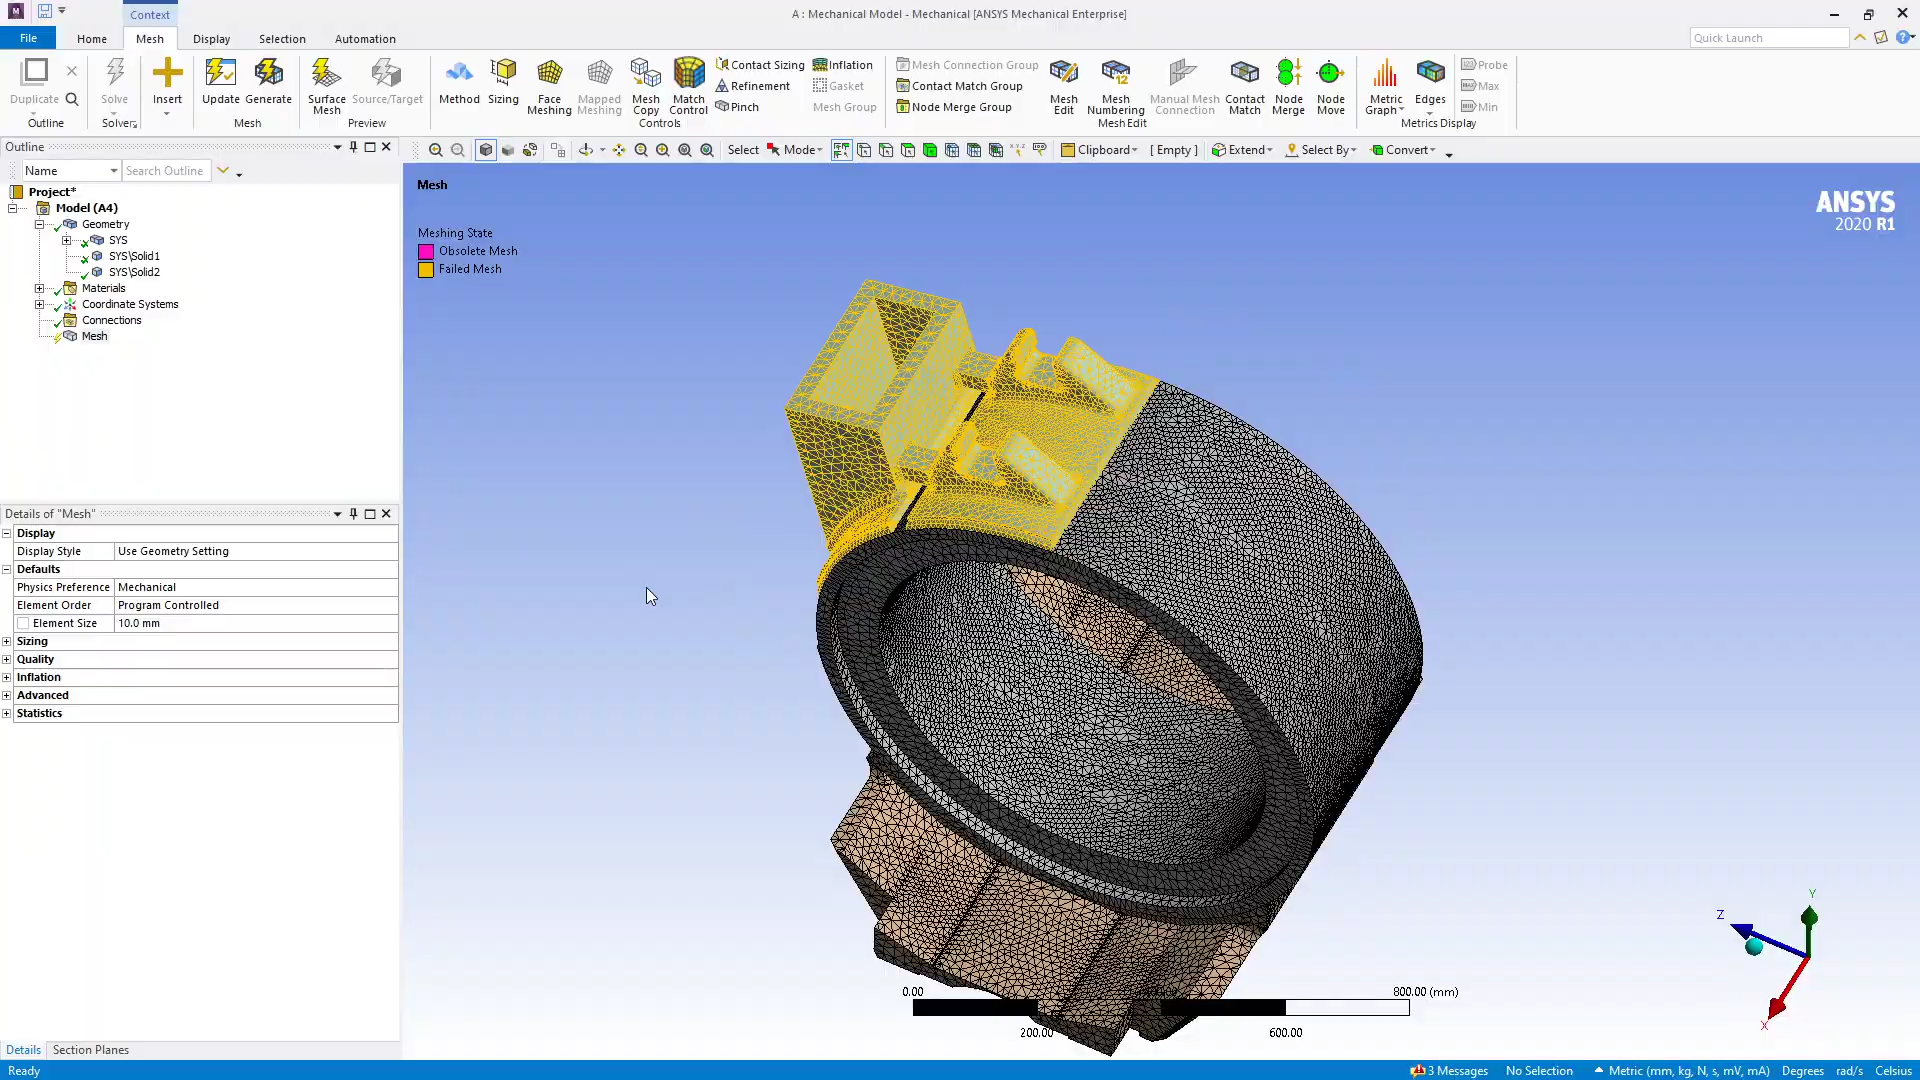 Context
A : Mechanical Model - Mechanical [ANSYS Mechanical Enterprise]
File Home Mesh Display Selection Automation
Quick Launch
Duplicate
Outline
Solve
Solver
Insert
Update Generate
Mesh
Surface Mesh Source/Target
Preview
Method Sizing Face Meshing Mapped Meshing Mesh Copy Match Control
Contact Sizing Inflation
Refinement Gasket
Pinch Mesh Group
Controls
Mesh Connection Group
Contact Match Group
Node Merge Group
Mesh Edit Mesh Numbering Manual Mesh Connection Contact Match Node Merge Node Move
Mesh Edit
Metric Graph Edges
Probe
Max
Min
Metrics Display
Outline
Name Search Outline
Select Mode Clipboard [ Empty ] Extend Select By Convert
Project*
Model (A4)
Geometry
SYS
SYS\Solid1
SYS\Solid2
Materials
Coordinate Systems
Connections
Mesh
Details of "Mesh"
Display
Display Style Use Geometry Setting
Defaults
Physics Preference Mechanical
Element Order Program Controlled
Element Size 10.0 mm
Sizing
Quality
Inflation
Advanced
Statistics
Details Section Planes
Mesh
Meshing State
Obsolete Mesh
Failed Mesh
ANSYS
2020 R1
0.00 800.00 (mm)
200.00 600.00
Y
Z
X
Ready 3 Messages No Selection Metric (mm, kg, N, s, mV, mA) Degrees rad/s Celsius